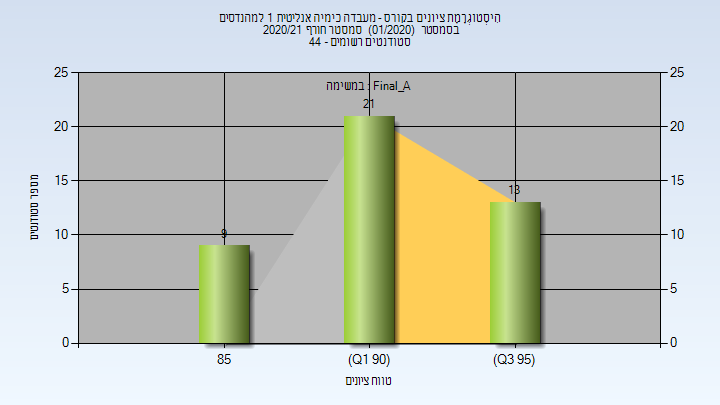 היסטוגרמת ציונים בקורס - מעבדה כימיה אנליטית 1 למהנדסים
בסמסטר (01/2020) סמסטר חורף 2020/21
סטודנטים רשומים - 44
במשימה : Final_A
25
20
15
10
5
0
25
20
15
10
5
0
9
21
13
85
(Q1 90)
(Q3 95)
מספר סטודנטים
טווח ציונים